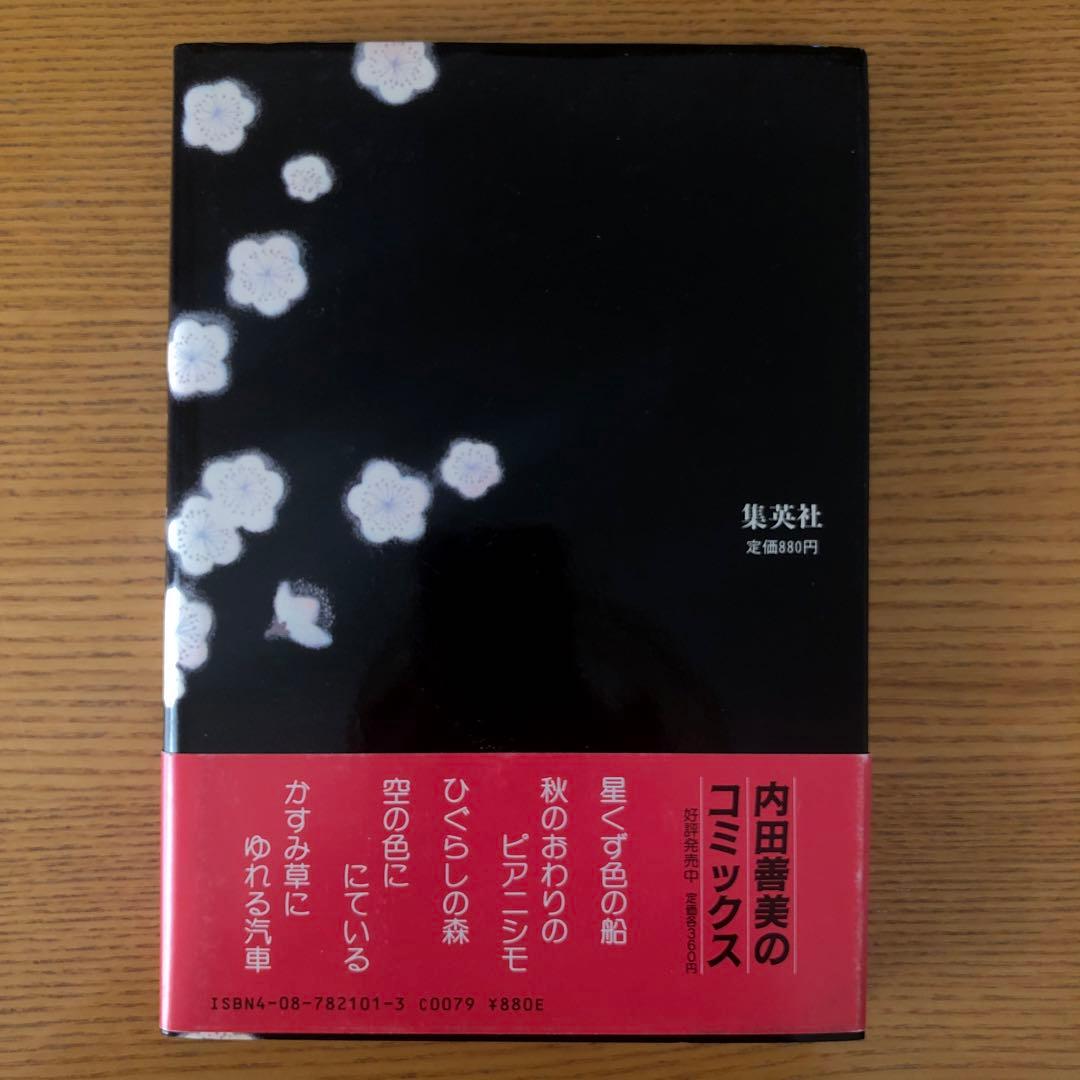 集英社
定価880円
内田善美の
コミックス
好評発売中 定価各360円
星くず色の船
秋のおわりの
ピアニシモ
ひぐらしの森
空の色に
にている
かすみ草に
ゆれる汽車
ISBN4-08-782101-3 C0079 ¥880E